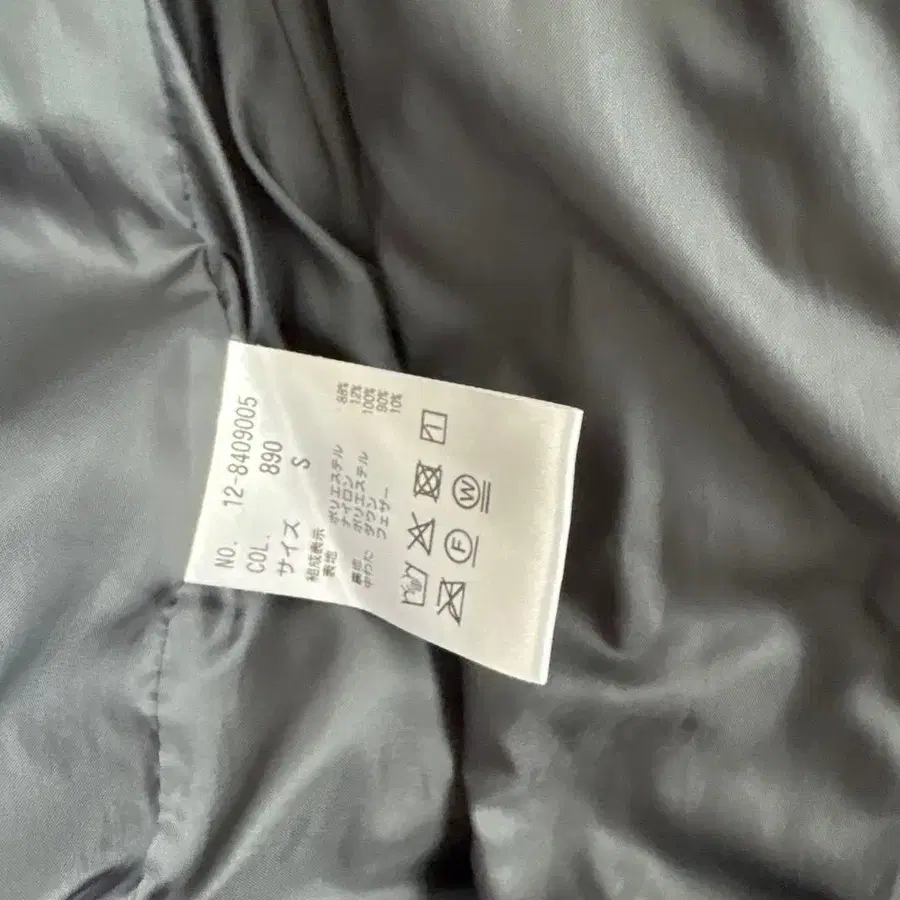 NO. 12-8409005
COL. 890
サイズ S
組成表示
表地 ポリエステル 88%
ナイロン 12%
裏地 ポリエステル 100%
中わた ダウン 90%
フェザー 10%
W
F